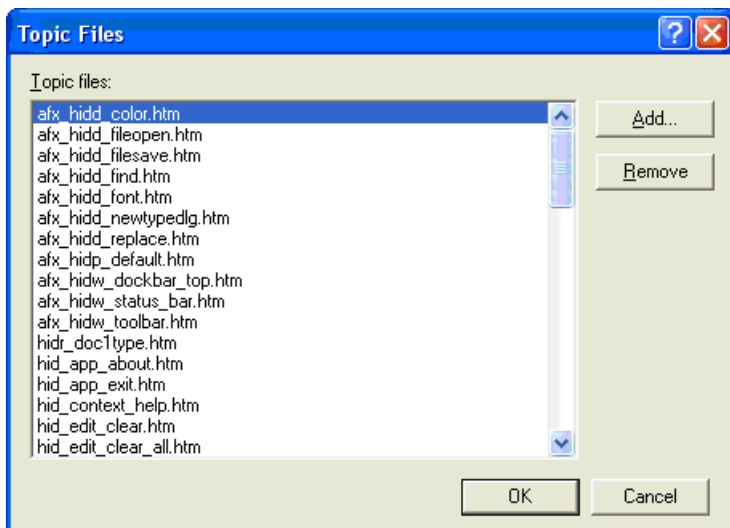 Topic Files
Topic files:
afx_hidd_color.htm
afx_hidd_fileopen.htm
afx_hidd_filesave.htm
afx_hidd_find.htm
afx_hidd_font.htm
afx_hidd_newtypedlg.htm
afx_hidd_replace.htm
afx_hidp_default.htm
afx_hidw_dockbar_top.htm
afx_hidw_status_bar.htm
afx_hidw_toolbar.htm
hidr_doc1type.htm
hid_app_about.htm
hid_app_exit.htm
hid_context_help.htm
hid_edit_clear.htm
hid_edit_clear_all.htm
Add...
Remove
OK
Cancel